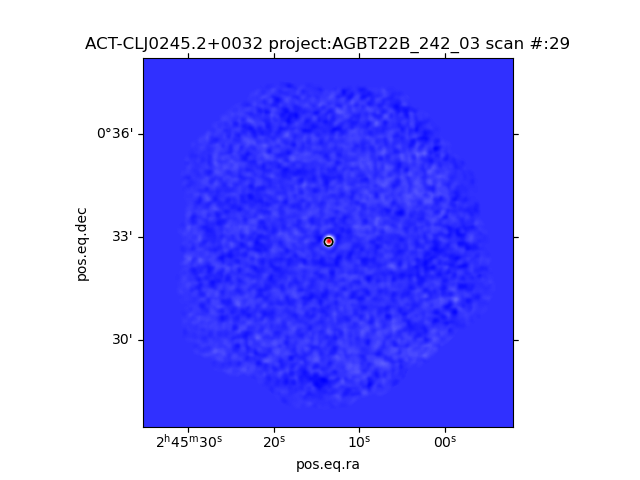 ACT-CLJ0245.2+0032 project:AGBT22B_242_03 scan #:29
0°36'
33'
30'
pos.eq.dec
2ʰ45ᵐ30ˢ 20ˢ 10ˢ 00ˢ
pos.eq.ra